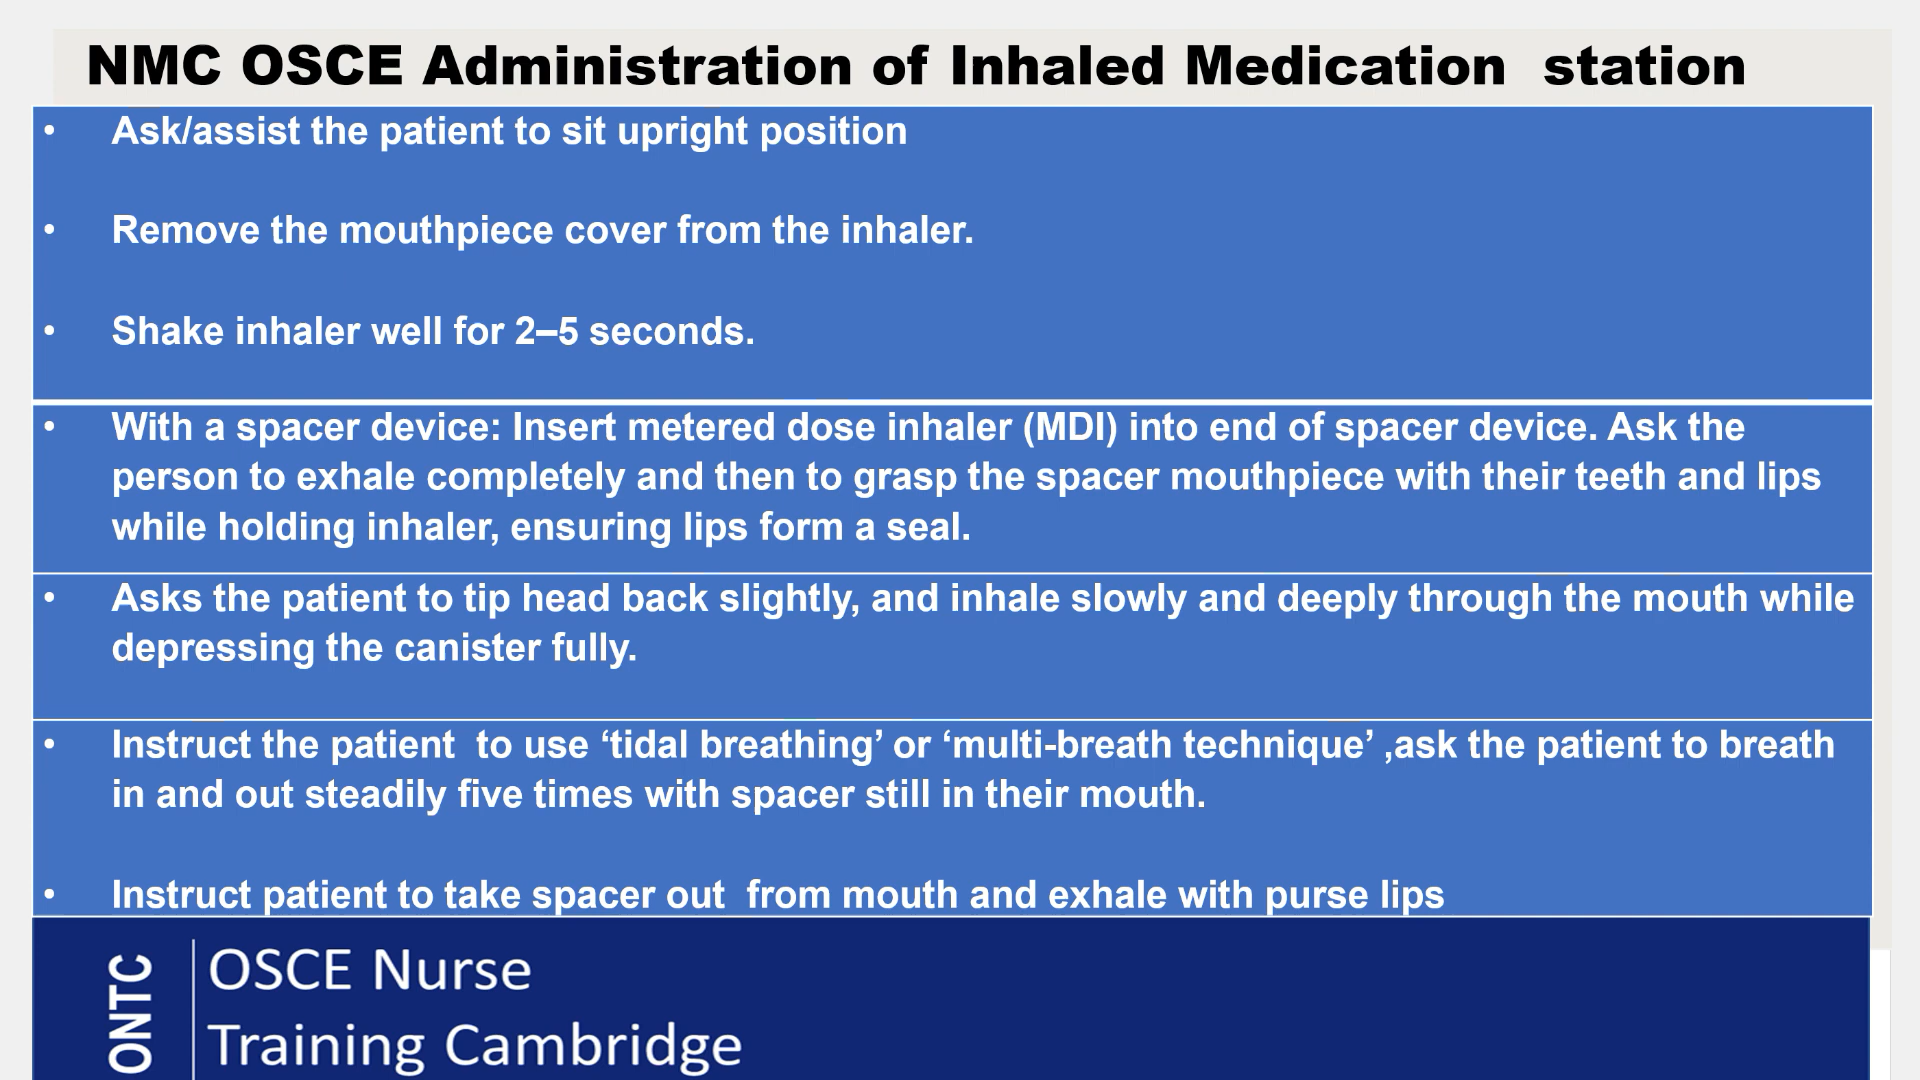 NMC OSCE Administration of Inhaled Medication  station
• Ask/assist the patient to sit upright position
• Remove the mouthpiece cover from the inhaler.
• Shake inhaler well for 2–5 seconds.
• With a spacer device: Insert metered dose inhaler (MDI) into end of spacer device. Ask the
person to exhale completely and then to grasp the spacer mouthpiece with their teeth and lips
while holding inhaler, ensuring lips form a seal.
• Asks the patient to tip head back slightly, and inhale slowly and deeply through the mouth while
depressing the canister fully.
• Instruct the patient  to use ‘tidal breathing’ or ‘multi-breath technique’ ,ask the patient to breath
in and out steadily five times with spacer still in their mouth.
• Instruct patient to take spacer out  from mouth and exhale with purse lips
ONTC
OSCE Nurse
Training Cambridge